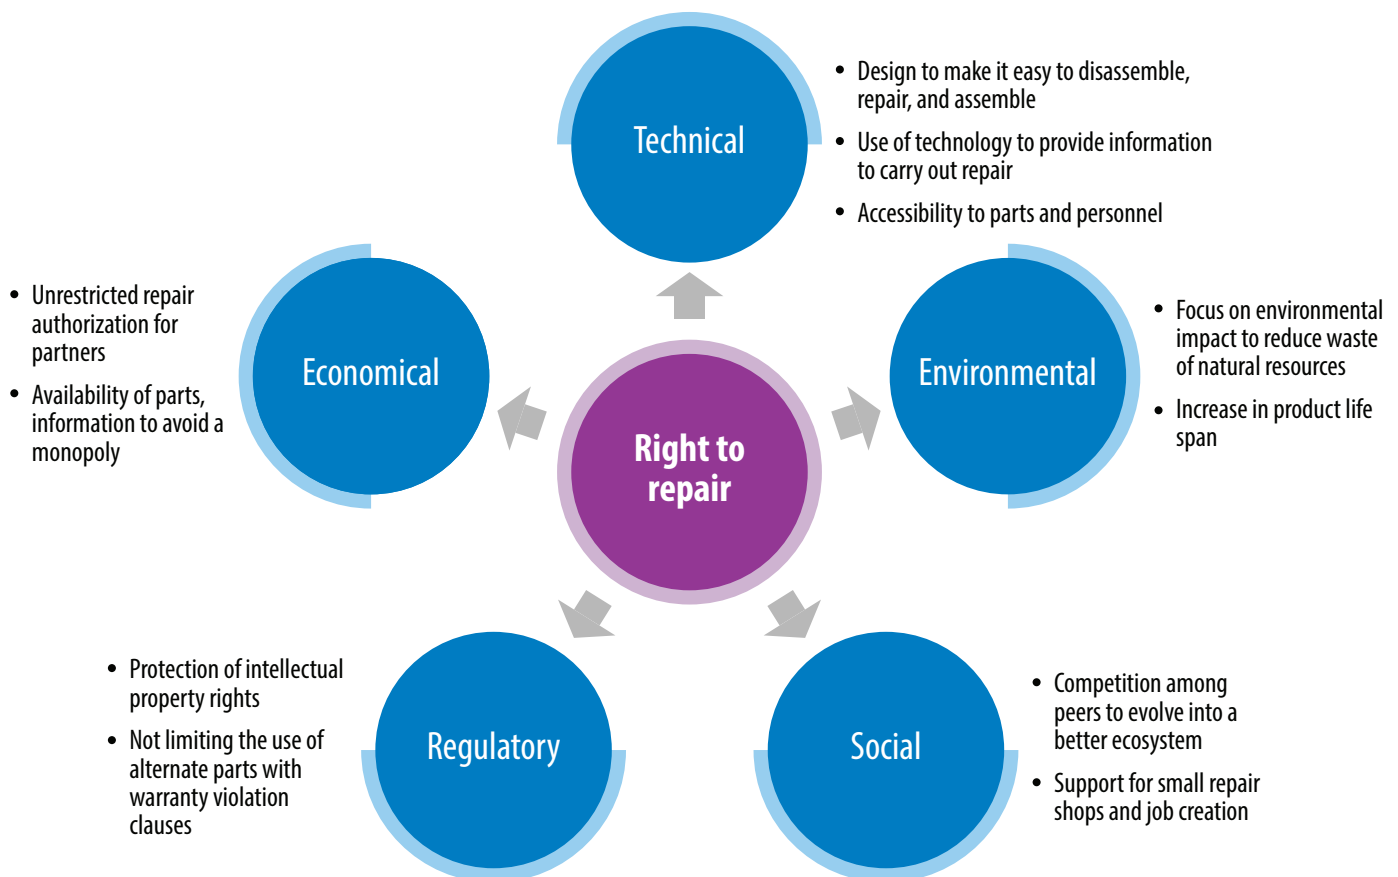 Technical
• Design to make it easy to disassemble,
repair, and assemble
• Use of technology to provide information
to carry out repair
• Accessibility to parts and personnel
• Unrestricted repair
authorization for
partners
• Availability of parts,
information to avoid a
monopoly
Economical
Right to
repair
Environmental
• Focus on environmental
impact to reduce waste
of natural resources
• Increase in product life
span
• Protection of intellectual
property rights
• Not limiting the use of
alternate parts with
warranty violation
clauses
Regulatory
Social
• Competition among
peers to evolve into a
better ecosystem
• Support for small repair
shops and job creation